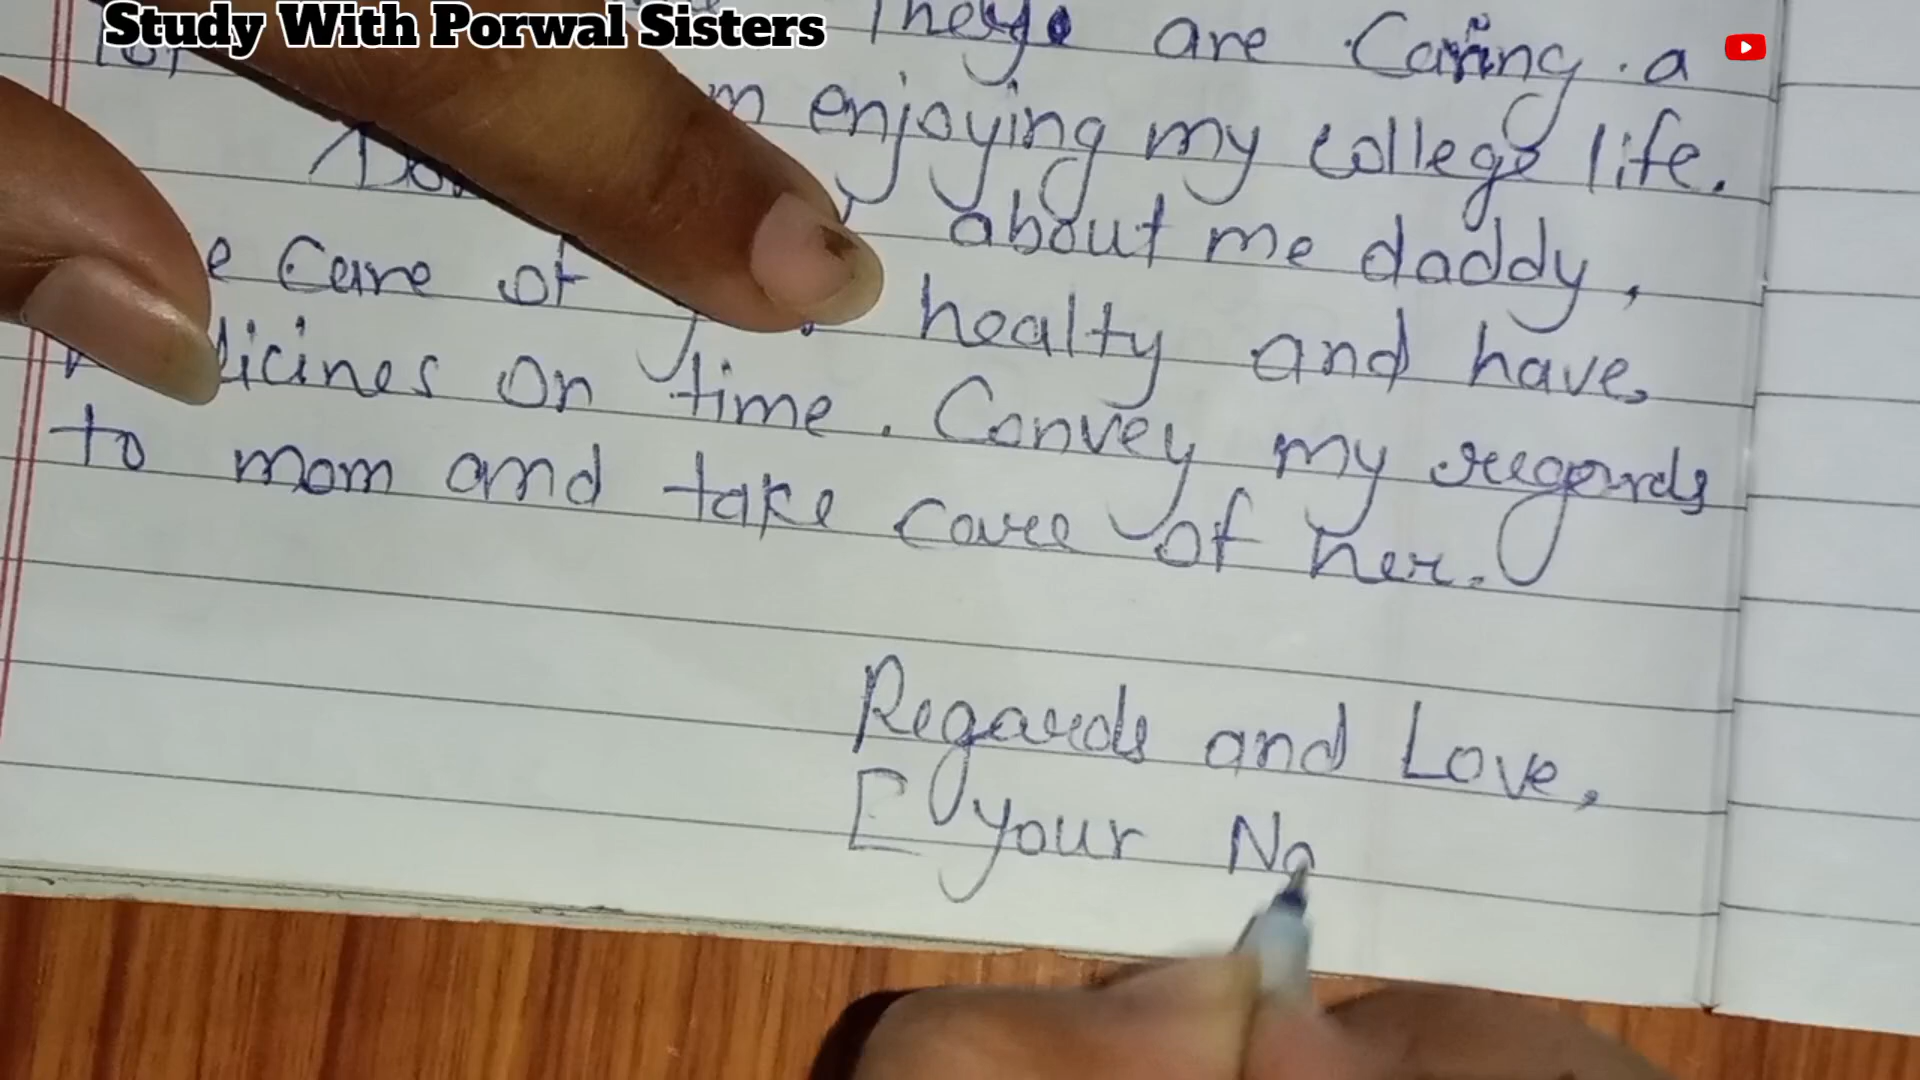 Study With Porwal Sisters
They are Caring a
enjoying my college life.
about me daddy,
Care of healty and have
on time. Convey my regards
to mom and take care of her.
Regards and Love,
[your Na